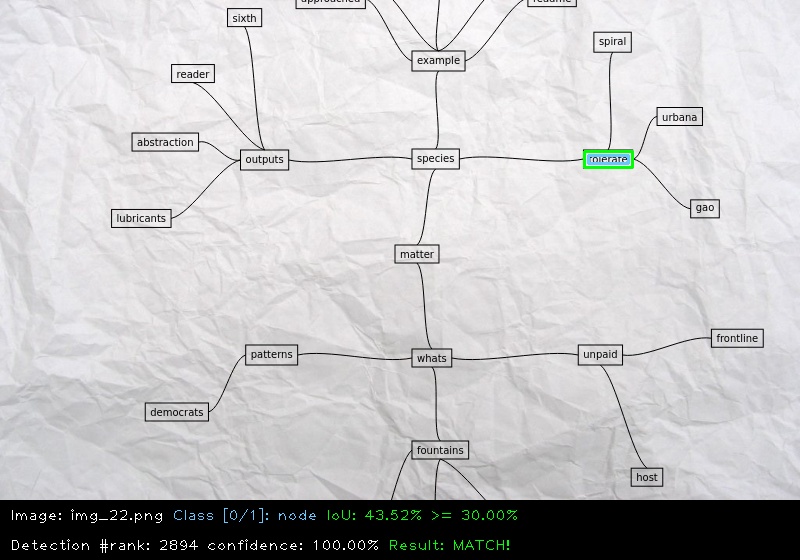 approached
resume
sixth
example
spiral
reader
urbana
abstraction
outputs
species
tolerate
lubricants
gao
matter
frontline
patterns
whats
unpaid
democrats
fountains
host
Image: img_22.png Class [0/1]: node IoU: 43.52% >= 30.00%
Detection #rank: 2894 confidence: 100.00% Result: MATCH!